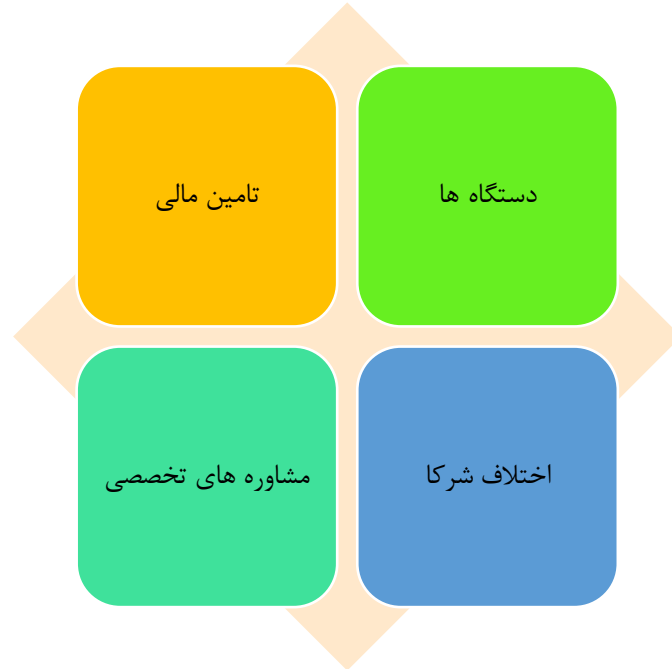 دستگاه ها
تامین مالی
اختلاف شرکا
مشاوره های تخصصی